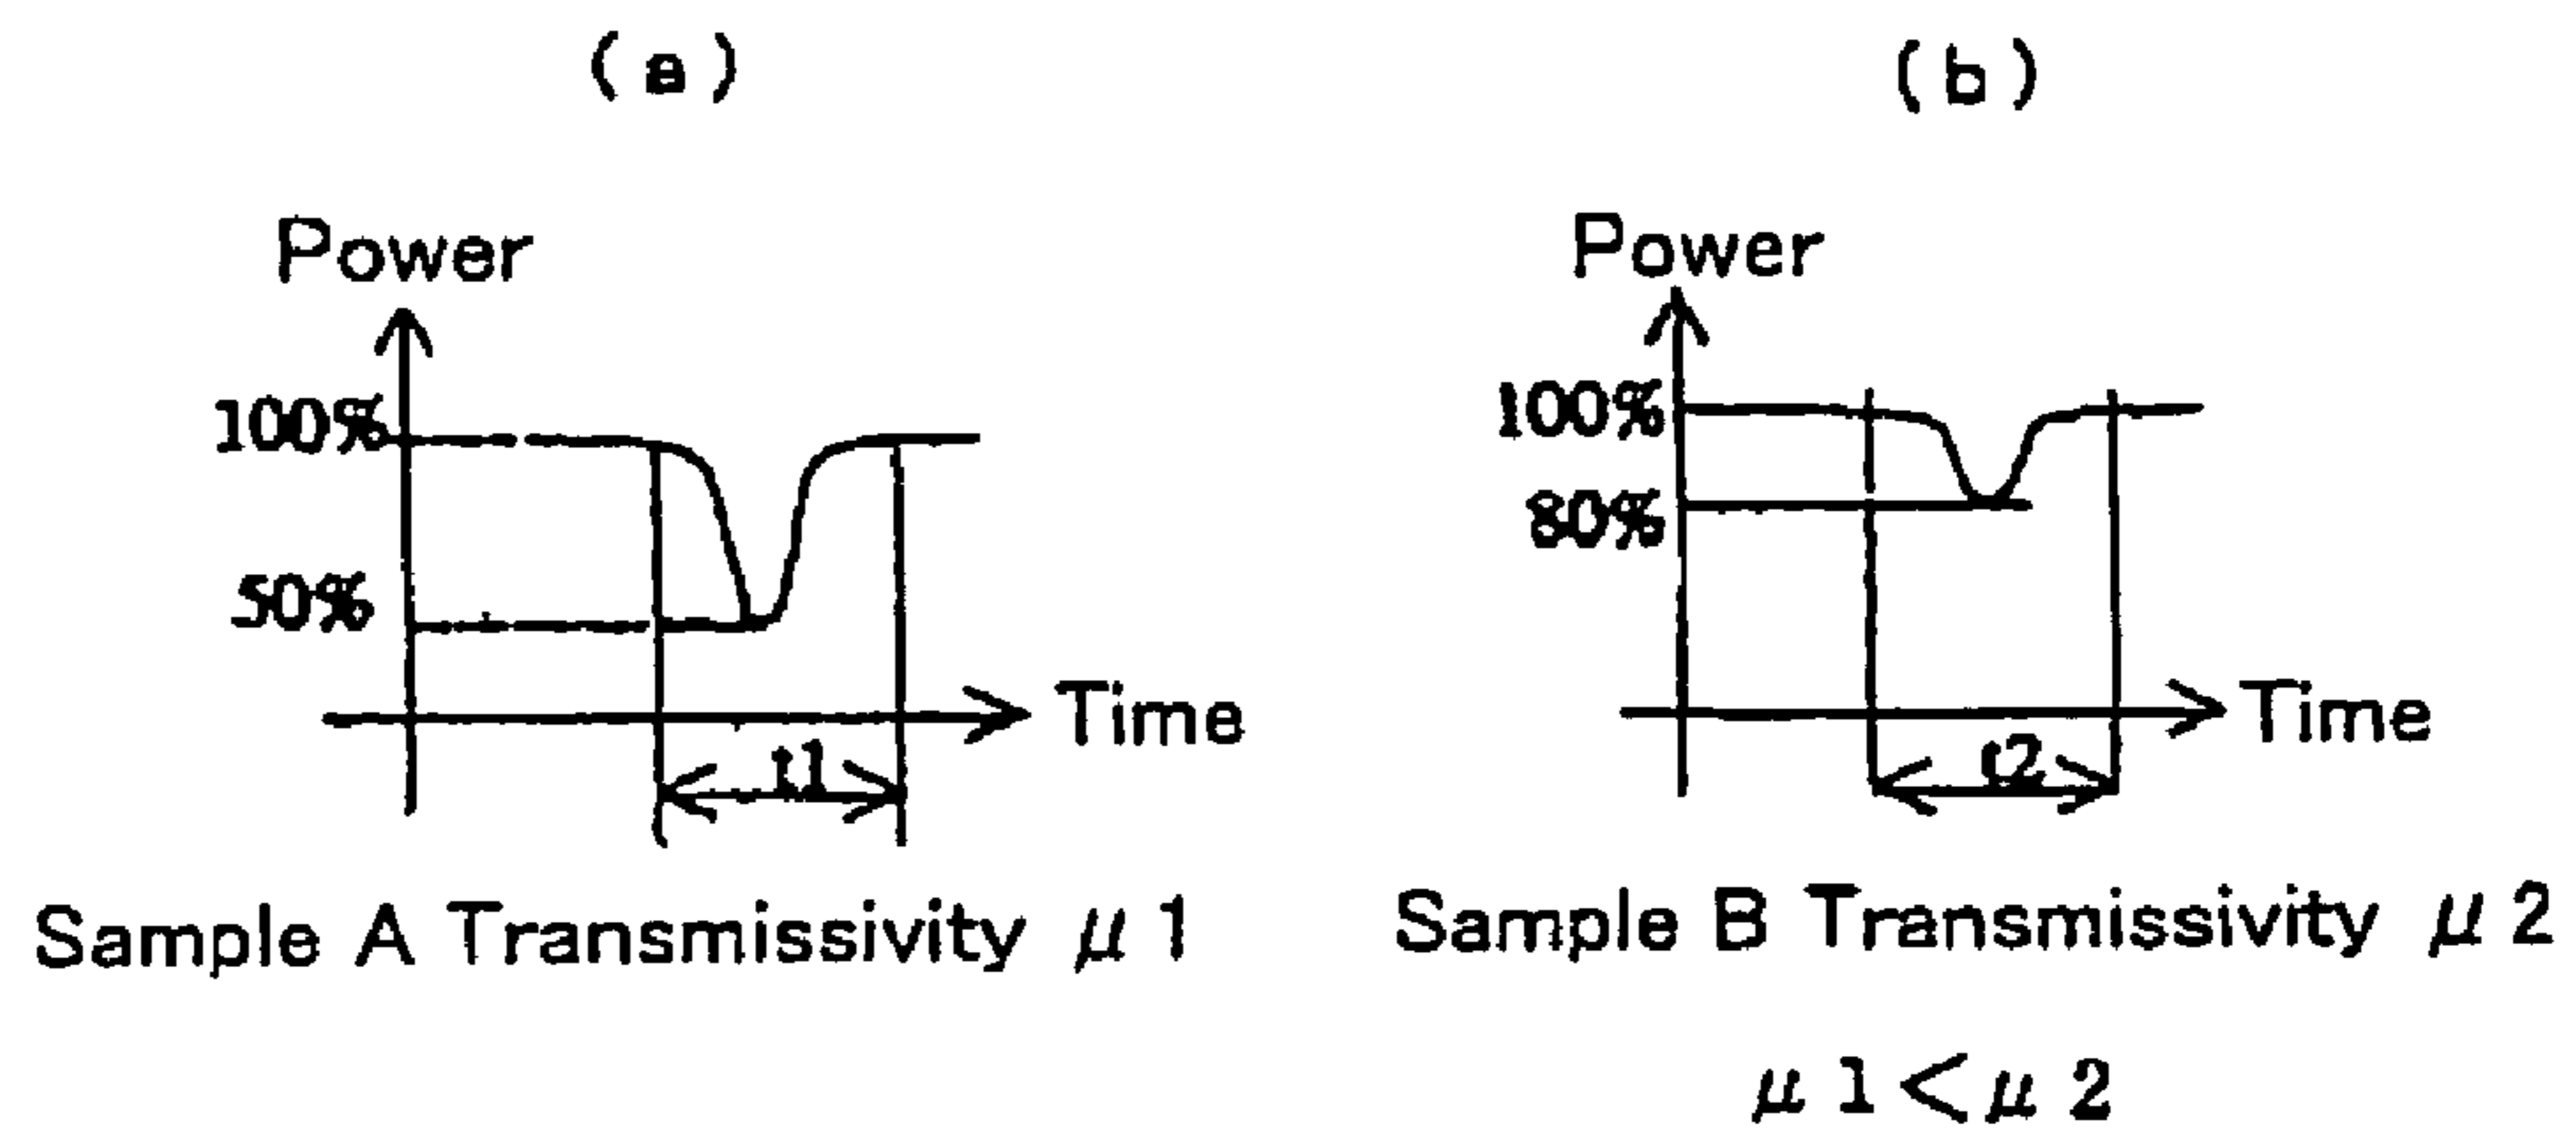 (a)
(b)
Power
Power
100%
50%
100%
80%
Time
Time
t1
t2
Sample A Transmissivity μ1
Sample B Transmissivity μ2
μ1<μ2